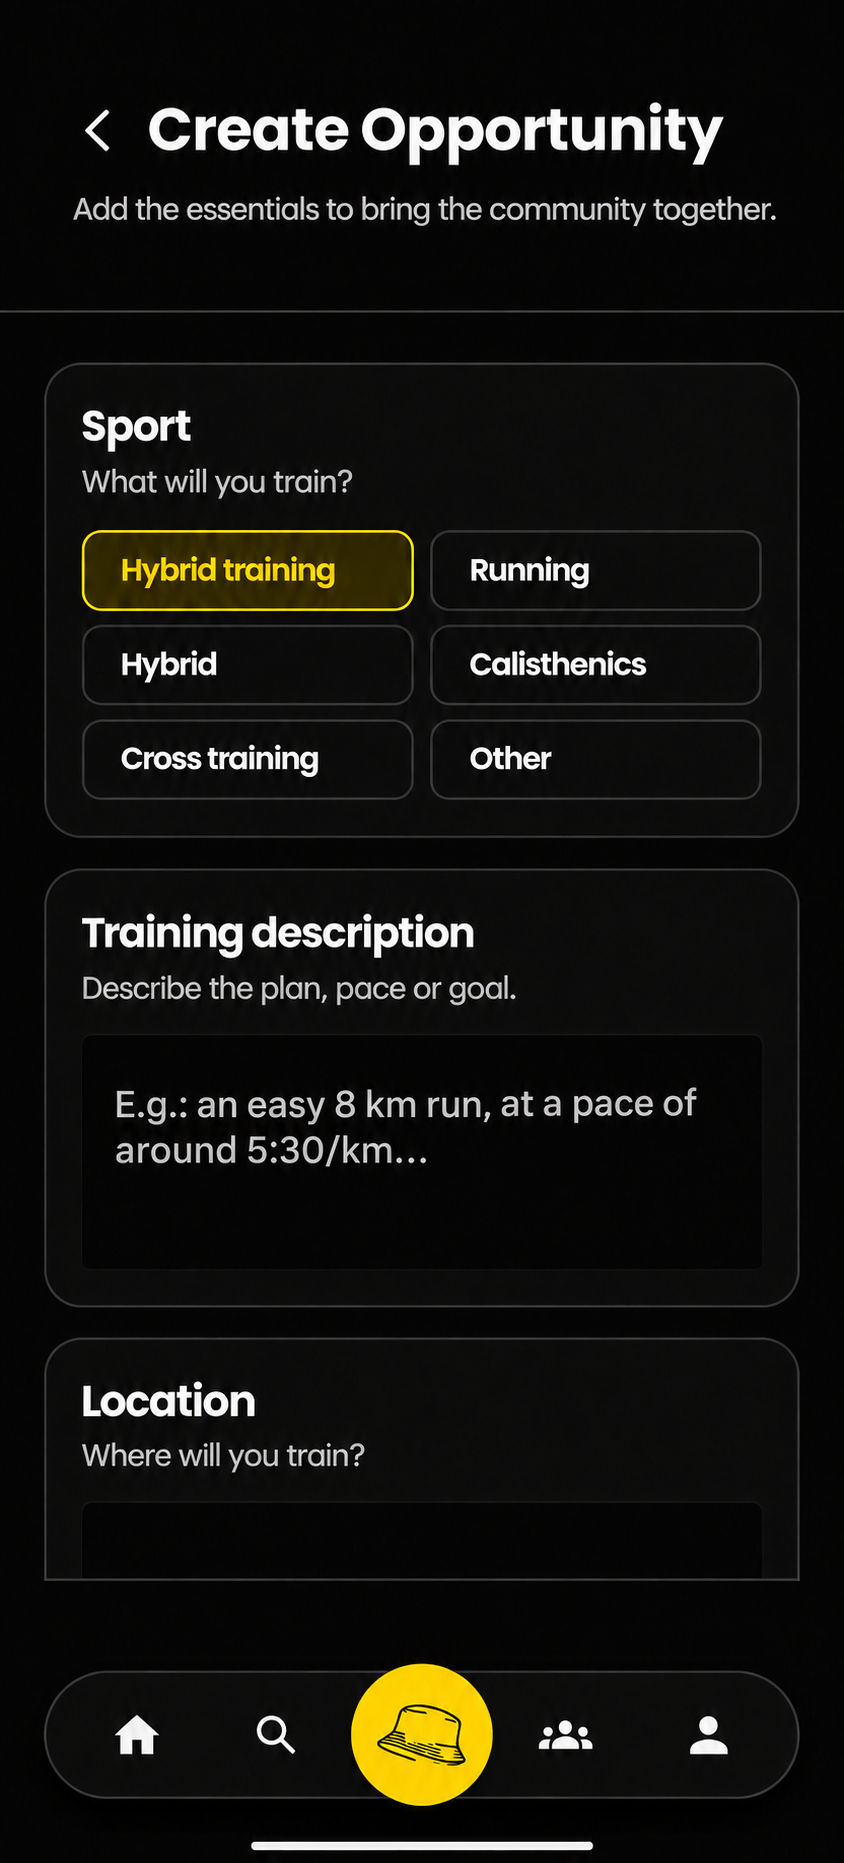 Create Opportunity
Add the essentials to bring the community together.
Sport
What will you train?
Hybrid training
Running
Hybrid
Calisthenics
Cross training
Other
Training description
Describe the plan, pace or goal.
E.g.: an easy 8 km run, at a pace of
around 5:30/km...
Location
Where will you train?